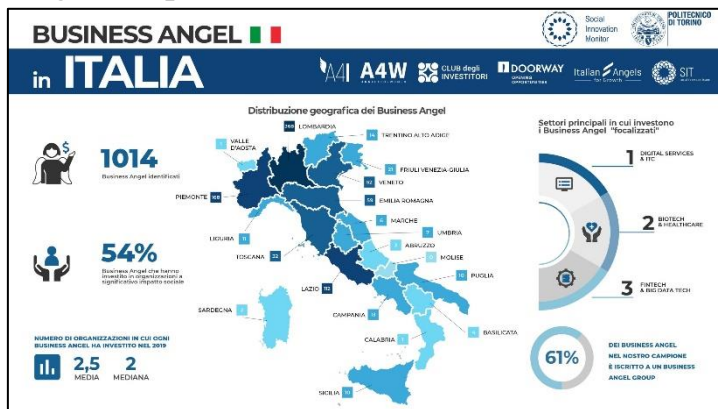 BUSINESS ANGEL
in ITALIA
Social
Innovation
Monitor
POLITECNICO
DI TORINO
A4I
A4W
CLUB degli
INVESTITORI
DOORWAY
Italian Angels
for Growth
SIT
Distribuzione geografica dei Business Angel
1014
Business Angel identificati
54%
Business Angel che hanno
investito in organizzazioni a
significativo impatto sociale
NUMERO DI ORGANIZZAZIONI IN CUI OGNI
BUSINESS ANGEL HA INVESTITO NEL 2019
2,5
MEDIA
2
MEDIANA
LOMBARDIA
TRENTINO ALTO ADIGE
VALLE
D'AOSTA
FRIULI VENEZIA-GIULIA
VENETO
PIEMONTE
EMILIA ROMAGNA
MARCHE
UMBRIA
LIGURIA
ABRUZZO
TOSCANA
MOLISE
LAZIO
PUGLIA
SARDEGNA
CAMPANIA
BASILICATA
CALABRIA
SICILIA
Settori principali in cui investono
i Business Angel "focalizzati"
1 DIGITAL SERVICES
& ITC
2 BIOTECH
& HEALTHCARE
3 FINTECH
& BIG DATA TECH
61%
DEI BUSINESS ANGEL
NEL NOSTRO CAMPIONE
È ISCRITTO A UN BUSINESS
ANGEL GROUP